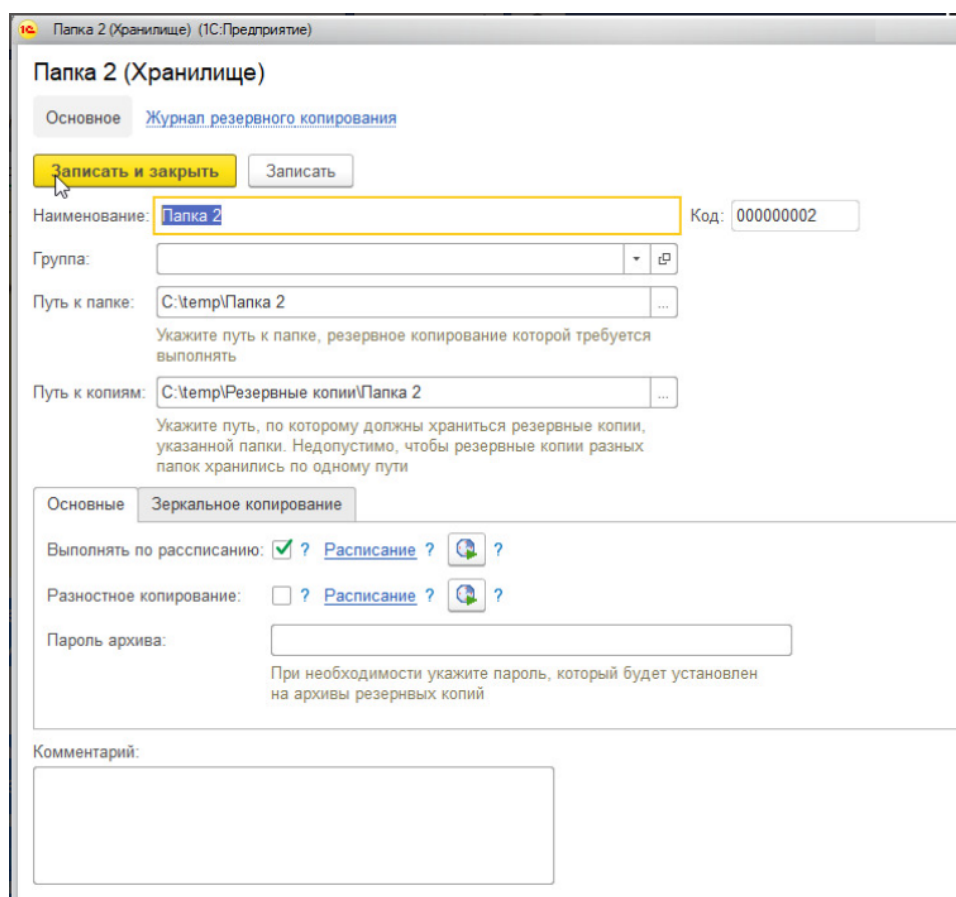 1С Папка 2 (Хранилище) (1С:Предприятие)
Папка 2 (Хранилище)
Основное Журнал резервного копирования
Записать и закрыть Записать
Наименование: Папка 2 Код: 000000002
Группа:
Путь к папке: C:\temp\Папка 2 ...
Укажите путь к папке, резервное копирование которой требуется
выполнять
Путь к копиям: C:\temp\Резервные копии\Папка 2 ...
Укажите путь, по которому должны храниться резервные копии,
указанной папки. Недопустимо, чтобы резервные копии разных
папок хранились по одному пути
Основные Зеркальное копирование
Выполнять по рассписанию: ? Расписание ? ?
Разностное копирование: ? Расписание ? ?
Пароль архива:
При необходимости укажите пароль, который будет установлен
на архивы резернвых копий
Комментарий: